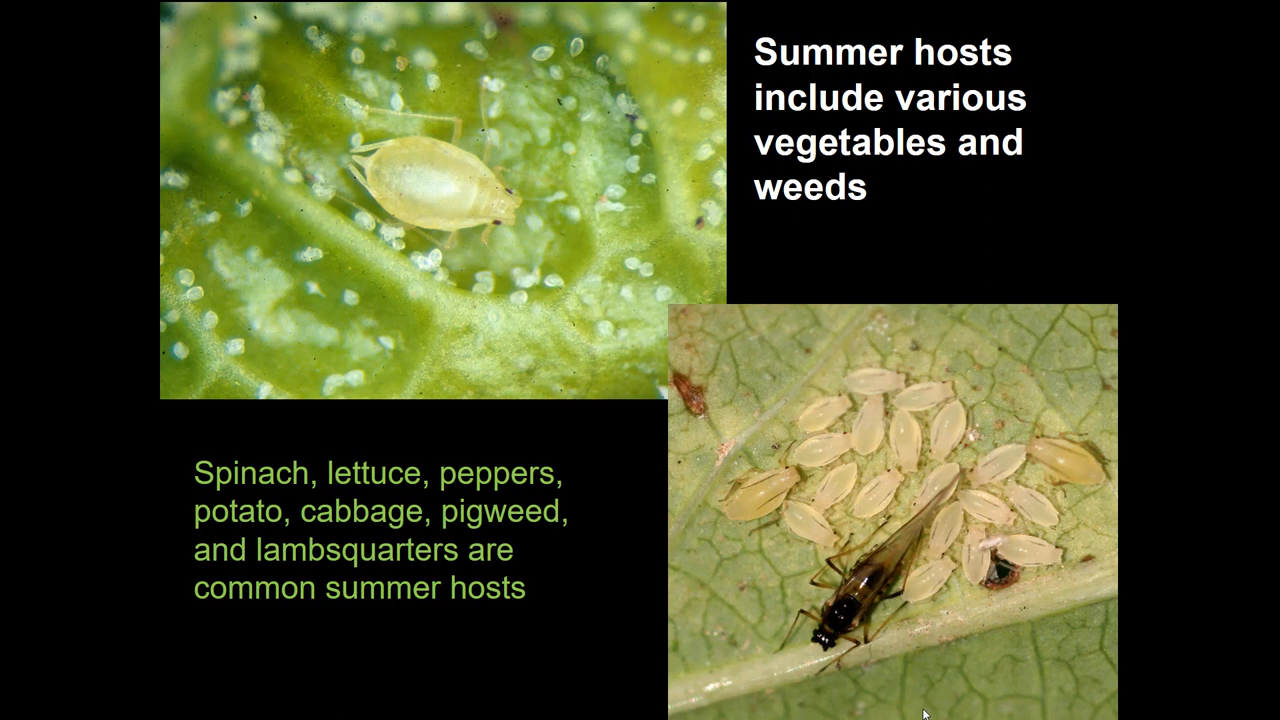 Summer hosts
include various
vegetables and
weeds
Spinach, lettuce, peppers,
potato, cabbage, pigweed,
and lambsquarters are
common summer hosts